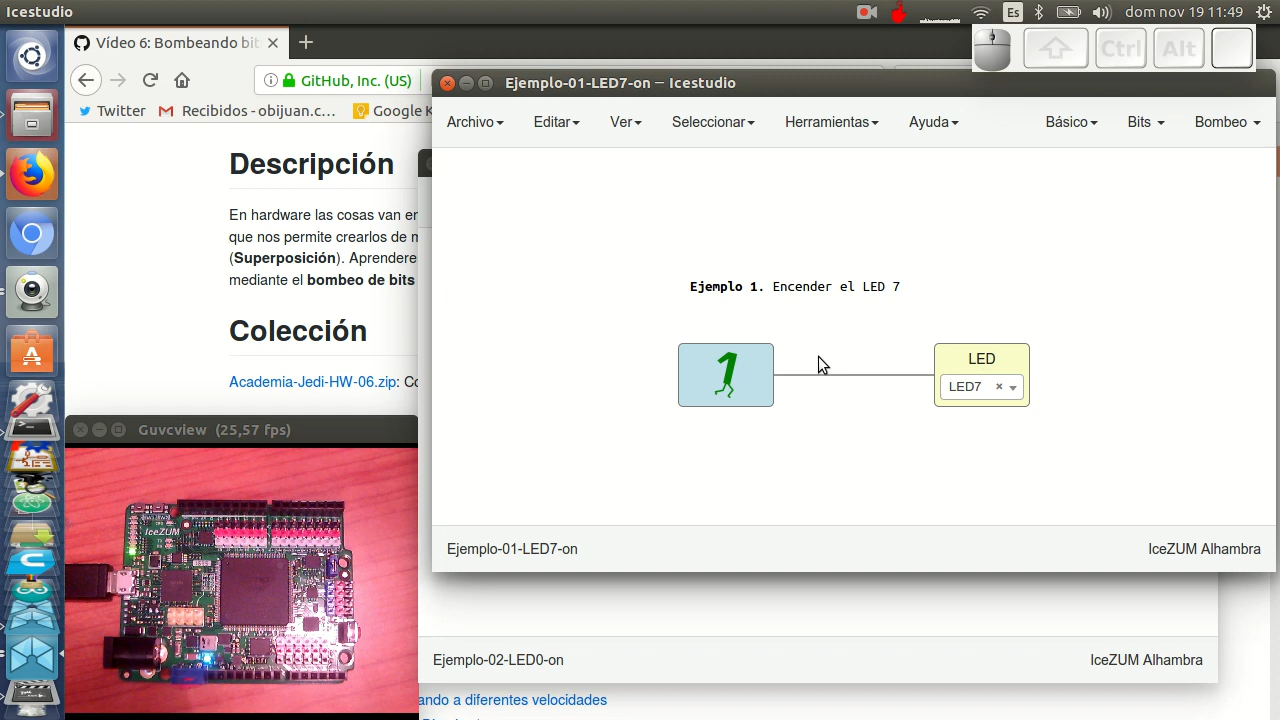 Icestudio
Es
dom nov 19 11:49
Vídeo 6: Bombeando bit
Ctrl
Alt
GitHub, Inc. (US)
Twitter
Recibidos - obijuan.c...
Google K
Ejemplo-01-LED7-on — Icestudio
Archivo
Editar
Ver
Seleccionar
Herramientas
Ayuda
Básico
Bits
Bombeo
Descripción
En hardware las cosas van en
que nos permite crearlos de m
(Superposición). Aprendere
mediante el bombeo de bits
Colección
Academia-Jedi-HW-06.zip: Co
Ejemplo 1. Encender el LED 7
1
LED
LED7
Ejemplo-01-LED7-on
IceZUM Alhambra
Guvcview (25,57 fps)
IceZUM
Ejemplo-02-LED0-on
IceZUM Alhambra
ando a diferentes velocidades